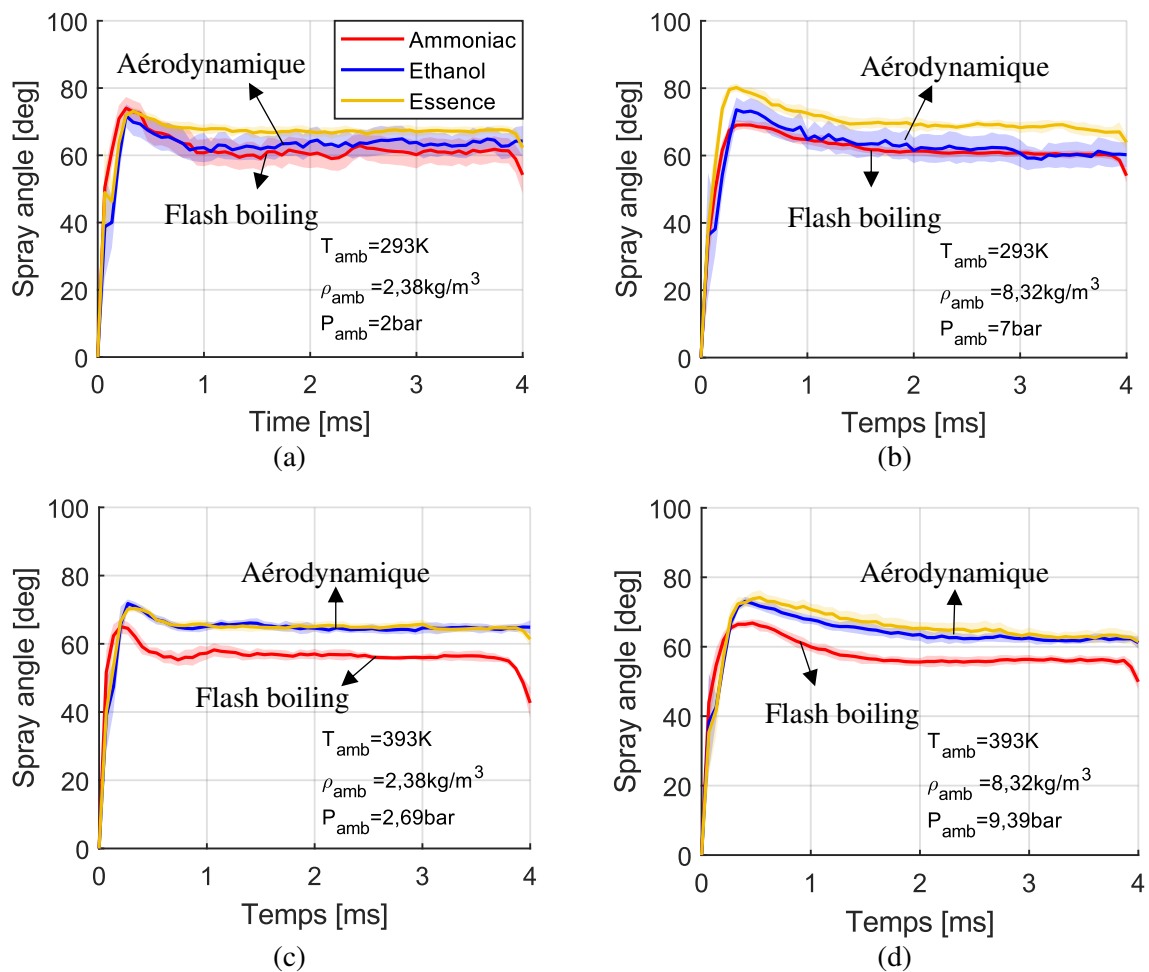 100
80
60
40
20
0
Spray angle [deg]
Ammoniac
Ethanol
Essence
Aérodynamique
Flash boiling
T_amb=293K
ρ_amb =2,38kg/m³
P_amb=2bar
0 1 2 3 4
Time [ms]
(a)
100
80
60
40
20
0
Spray angle [deg]
Aérodynamique
Flash boiling
T_amb=293K
ρ_amb =8,32kg/m³
P_amb=7bar
0 1 2 3 4
Temps [ms]
(b)
100
80
60
40
20
0
Spray angle [deg]
Aérodynamique
Flash boiling
T_amb=393K
ρ_amb =2,38kg/m³
P_amb=2,69bar
0 1 2 3 4
Temps [ms]
(c)
100
80
60
40
20
0
Spray angle [deg]
Aérodynamique
Flash boiling
T_amb=393K
ρ_amb =8,32kg/m³
P_amb=9,39bar
0 1 2 3 4
Temps [ms]
(d)